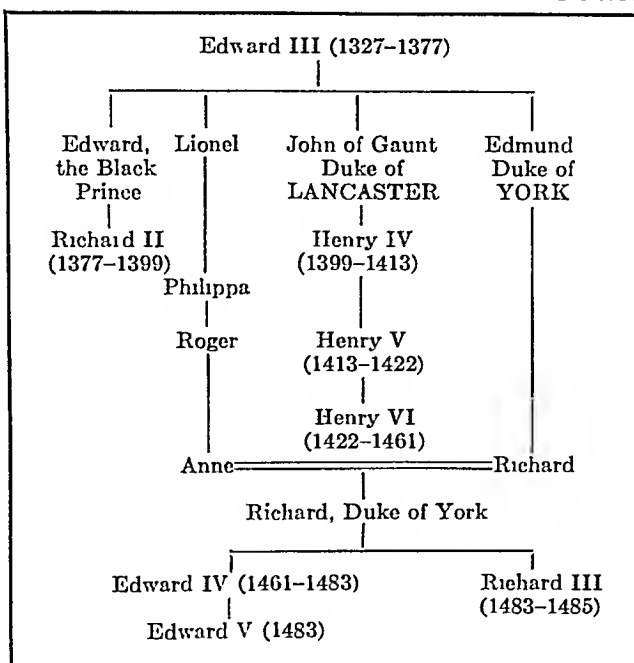 Edward III (1327–1377)
Edward, the Black Prince
Lionel
John of Gaunt Duke of LANCASTER
Edmund Duke of YORK
Richard II (1377–1399)
Henry IV (1399–1413)
Philippa
Roger
Henry V (1413–1422)
Henry VI (1422–1461)
Anne
Richard
Richard, Duke of York
Edward IV (1461–1483)
Richard III (1483–1485)
Edward V (1483)